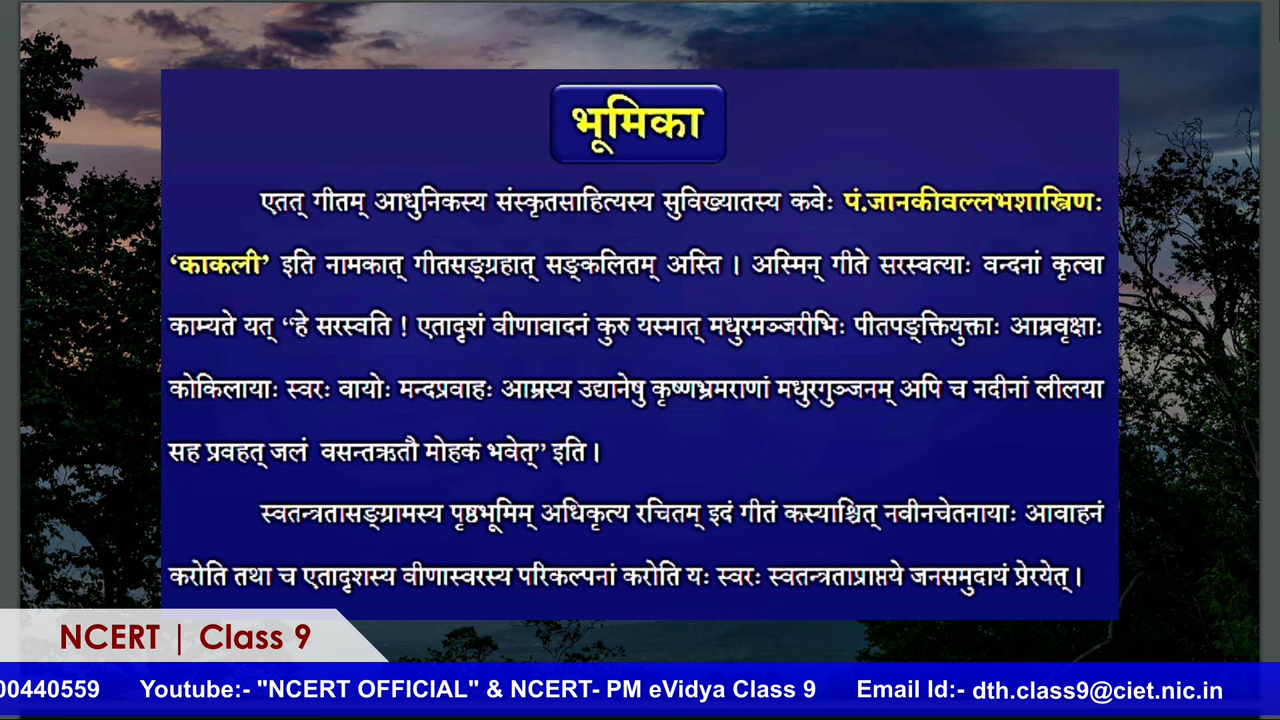 भूमिका
एतत् गीतम् आधुनिकस्य संस्कृतसाहित्यस्य सुविख्यातस्य कवेः पं.जानकीवल्लभशास्त्रिणः
‘काकली’ इति नामकात् गीतसङ्ग्रहात् सङ्कलितम् अस्ति । अस्मिन् गीते सरस्वत्याः वन्दनां कृत्वा
काम्यते यत् “हे सरस्वति ! एतादृशं वीणावादनं कुरु यस्मात् मधुरमञ्जरीभिः पीतपङ्क्तियुक्ताः आम्रवृक्षाः
कोकिलायाः स्वरः वायोः मन्दप्रवाहः आम्रस्य उद्यानेषु कृष्णभ्रमराणां मधुरगुञ्जनम् अपि च नदीनां लीलया
सह प्रवहत् जलं वसन्तऋतौ मोहकं भवेत्” इति ।
स्वतन्त्रतासङ्ग्रामस्य पृष्ठभूमिम् अधिकृत्य रचितम् इदं गीतं कस्याश्चित् नवीनचेतनायाः आवाहनं
करोति तथा च एतादृशस्य वीणास्वरस्य परिकल्पनां करोति यः स्वरः स्वतन्त्रताप्राप्तये जनसमुदायं प्रेरयेत् ।
NCERT | Class 9
00440559 Youtube:- "NCERT OFFICIAL" & NCERT- PM eVidya Class 9 Email Id:- dth.class9@ciet.nic.in